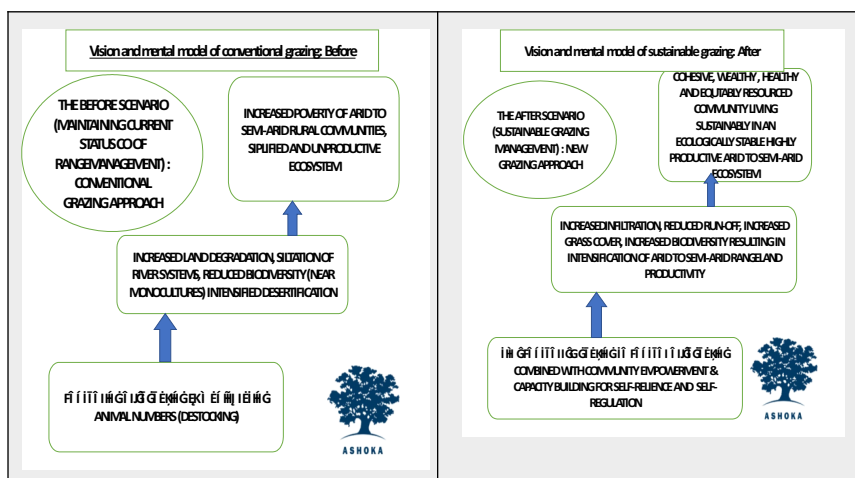 Vision and mental model of conventional grazing: Before
THE BEFORE SCENARIO
(MAINTAINING CURRENT
STATUS CO OF
RANGEMANAGEMENT) :
CONVENTIONAL
GRAZING APPROACH
INCREASED POVERTY OF ARID TO
SEMI-ARID RURAL COMMUNITIES,
SIPLIFIED AND UNPRODUCTIVE
ECOSYSTEM
INCREASED LAND DEGRADATION, SILTATION OF
RIVER SYSTEMS, REDUCED BIODIVERSITY (NEAR
MONOCULTURES) INTENSIFIED DESERTIFICATION
ANIMAL NUMBERS (DESTOCKING)
ASHOKA
Vision and mental model of sustainable grazing: After
THE AFTER SCENARIO
(SUSTAINABLE GRAZING
MANAGEMENT) : NEW
GRAZING APPROACH
COHESIVE, WEALTHY , HEALTHY
AND EQUITABLY RESOURCED
COMMUNITY LIVING
SUSTAINABLY IN AN
ECOLOGICALLY STABLE HIGHLY
PRODUCTIVE ARID TO SEMI-ARID
ECOSYSTEM
INCREASED INFILTRATION, REDUCED RUN-OFF, INCREASED
GRASS COVER, INCREASED BIODIVERSITY RESULTING IN
INTENSIFICATION OF ARID TO SEMI-ARID RANGELAND
PRODUCTIVITY
COMBINED WITH COMMUNITY EMPOWERMENT &
CAPACITY BUILDING FOR SELF-RELIENCE AND SELF-
REGULATION
ASHOKA